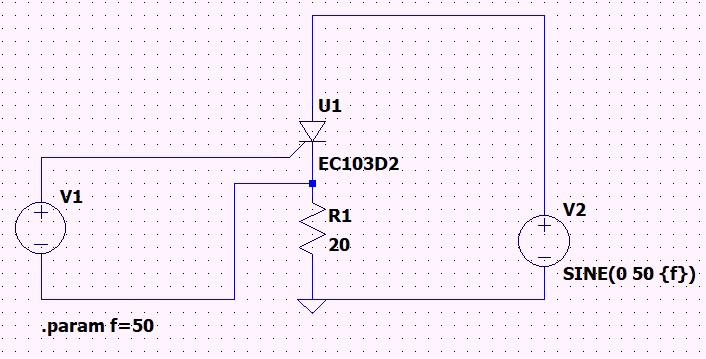 U1
EC103D2
V1
R1
20
V2
SINE(0 50 {f})
.param f=50